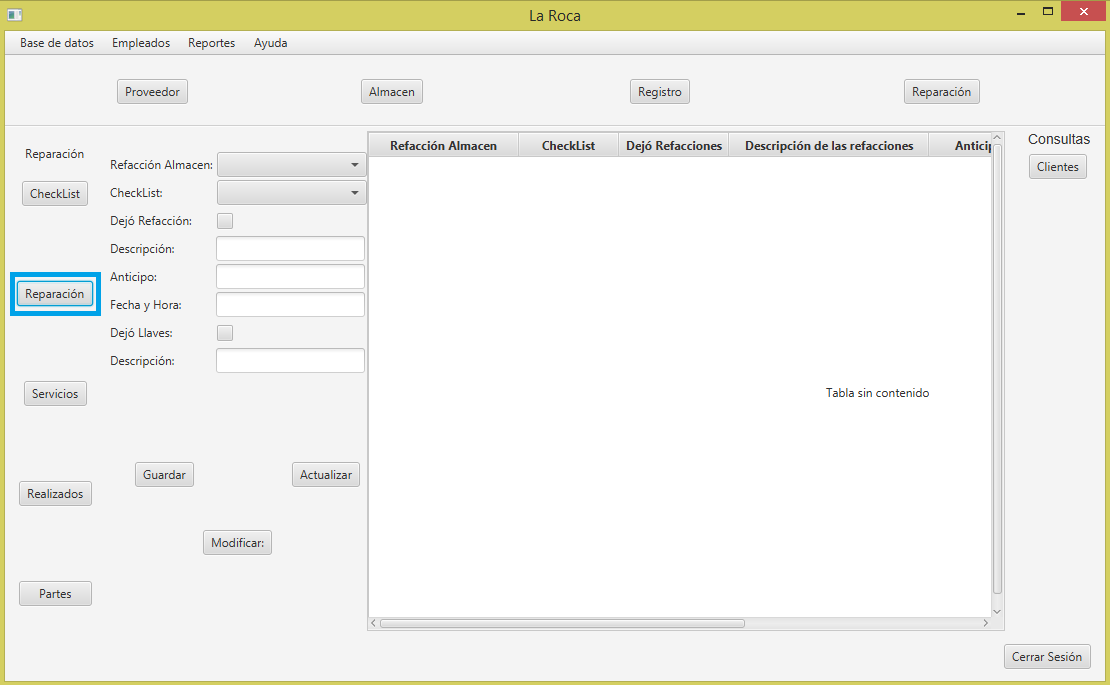 La Roca
Base de datos Empleados Reportes Ayuda
Proveedor Almacen Registro Reparación
Reparación
CheckList
Reparación
Servicios
Realizados
Partes
Refacción Almacen:
CheckList:
Dejó Refacción:
Descripción:
Anticipo:
Fecha y Hora:
Dejó Llaves:
Descripción:
Guardar Actualizar
Modificar:
Refacción Almacen CheckList Dejó Refacciones Descripción de las refacciones Anticip
Tabla sin contenido
Consultas
Clientes
Cerrar Sesión